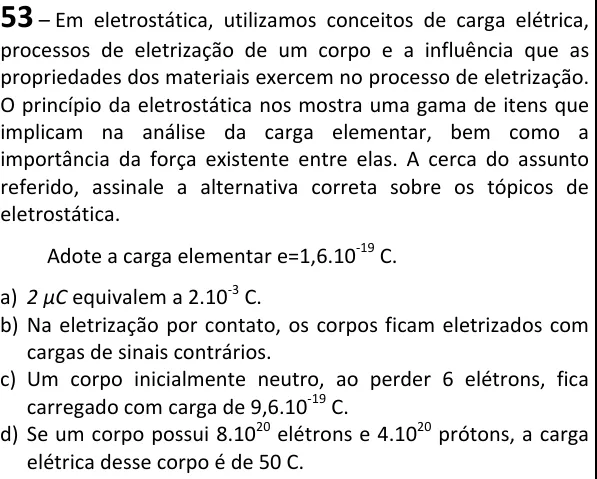 53 – Em eletrostática, utilizamos conceitos de carga elétrica,
processos de eletrização de um corpo e a influência que as
propriedades dos materiais exercem no processo de eletrização.
O princípio da eletrostática nos mostra uma gama de itens que
implicam na análise da carga elementar, bem como a
importância da força existente entre elas. A cerca do assunto
referido, assinale a alternativa correta sobre os tópicos de
eletrostática.
Adote a carga elementar e=1,6.10⁻¹⁹ C.
a) 2 μC equivalem a 2.10⁻³ C.
b) Na eletrização por contato, os corpos ficam eletrizados com
cargas de sinais contrários.
c) Um corpo inicialmente neutro, ao perder 6 elétrons, fica
carregado com carga de 9,6.10⁻¹⁹ C.
d) Se um corpo possui 8.10²⁰ elétrons e 4.10²⁰ prótons, a carga
elétrica desse corpo é de 50 C.